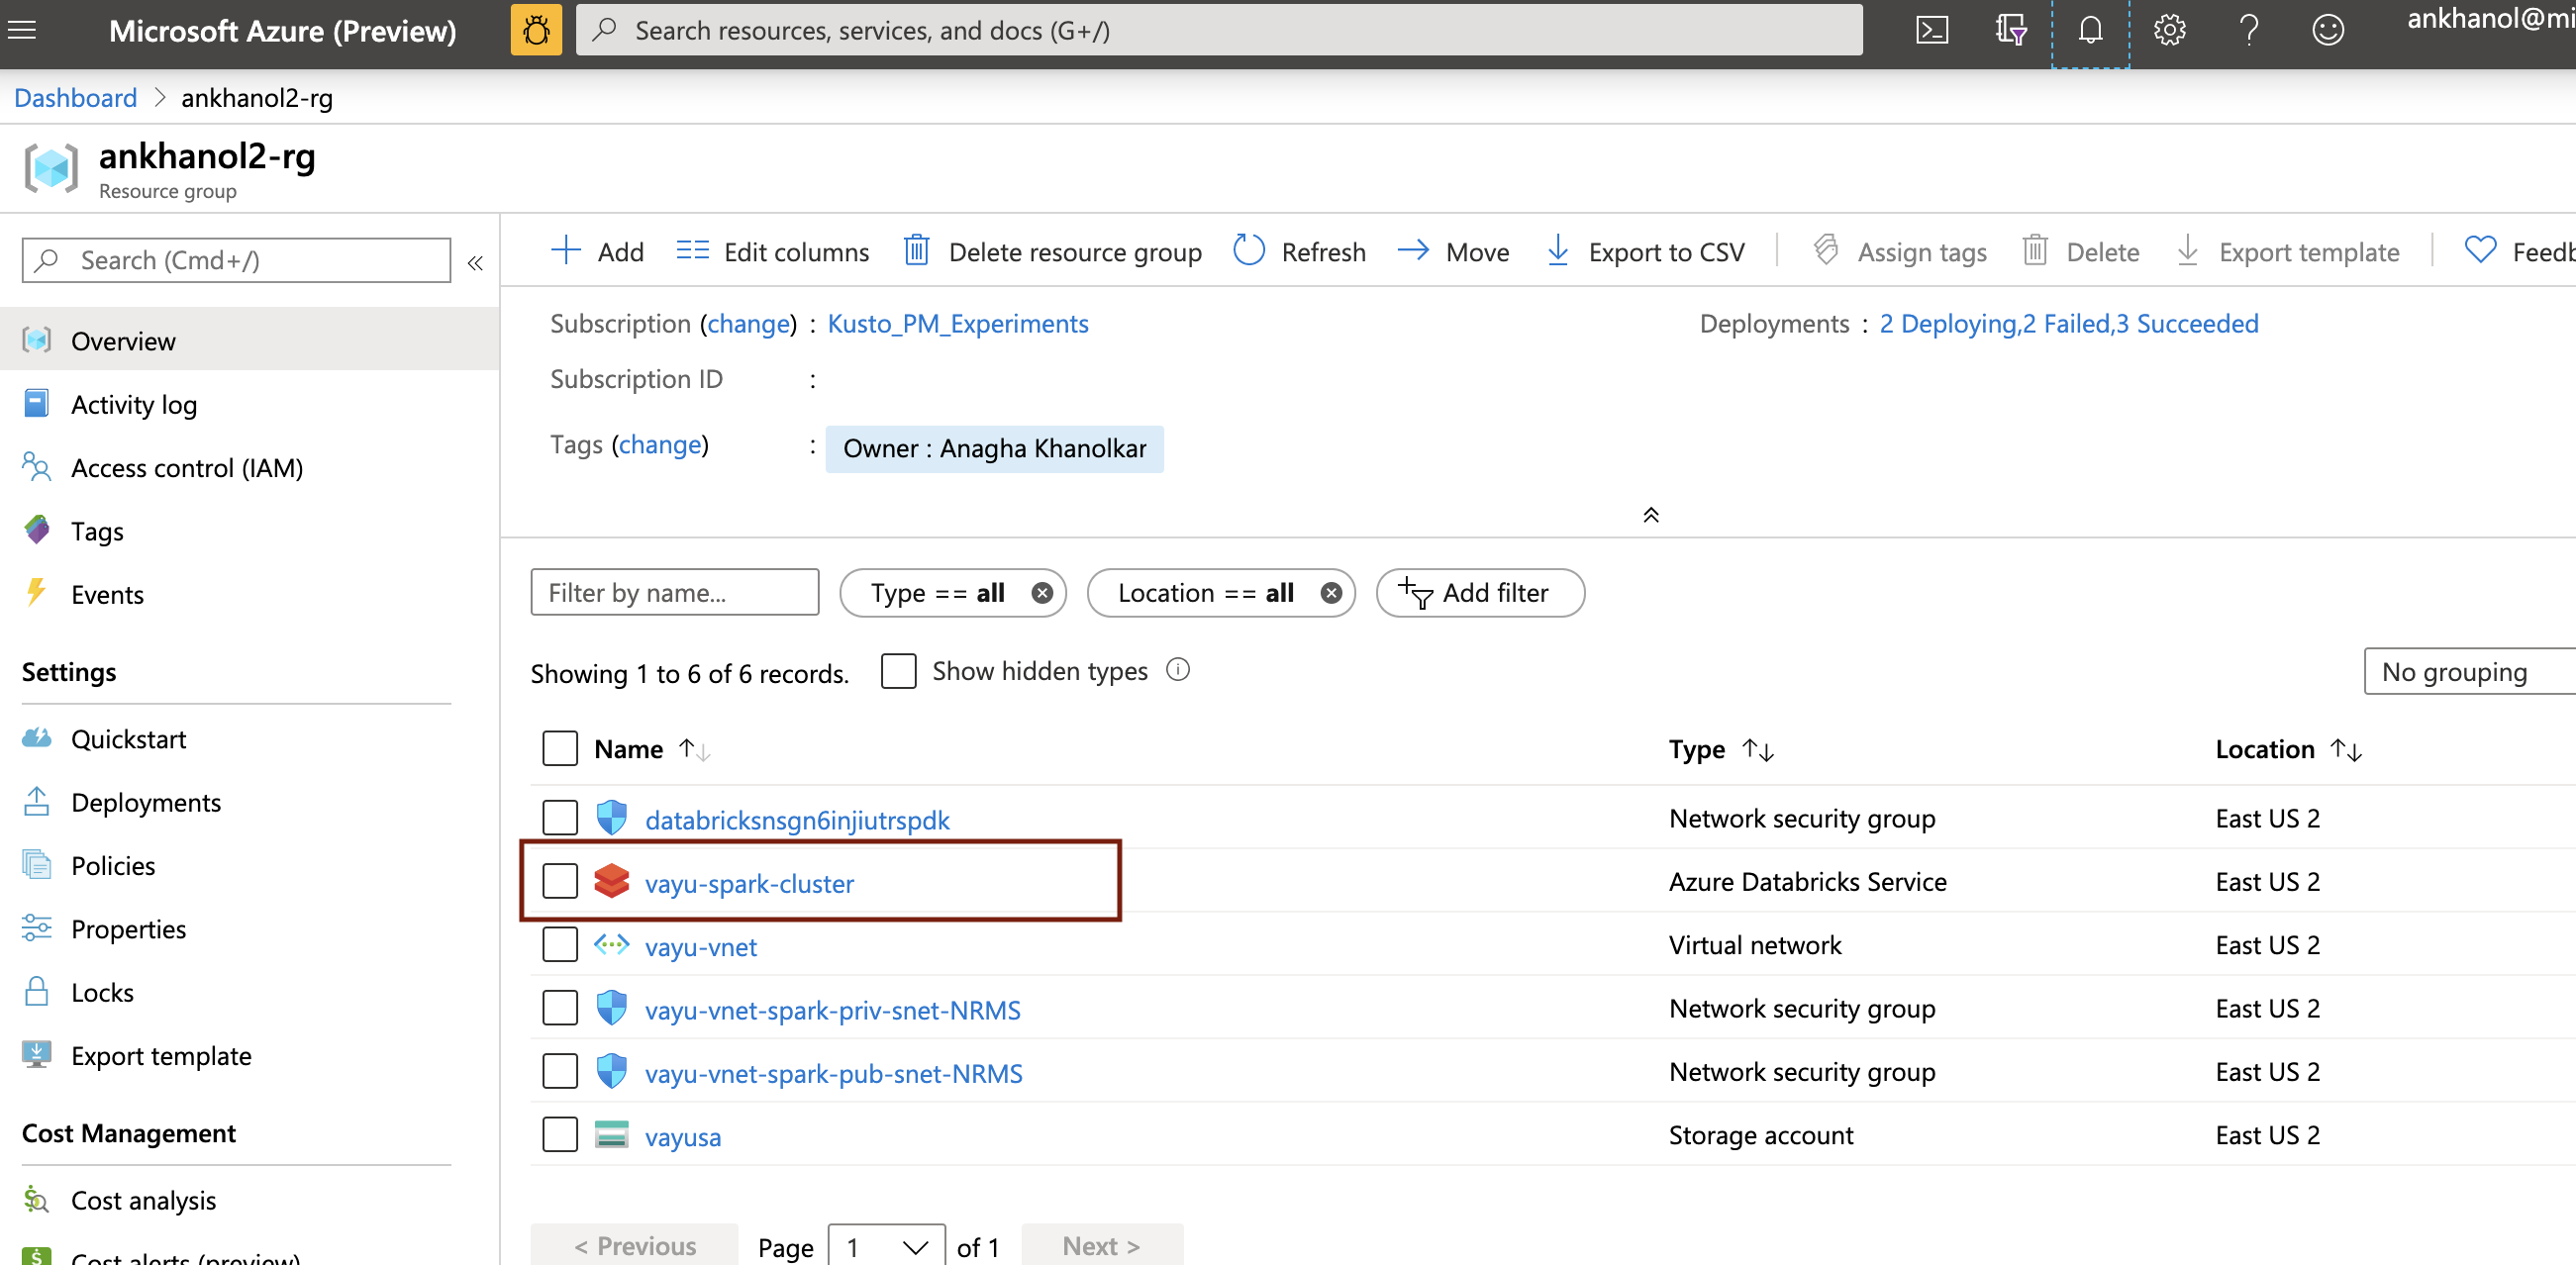 Microsoft Azure (Preview)
Search resources, services, and docs (G+/)
ankhanol@mi
Dashboard > ankhanol2-rg
ankhanol2-rg
Resource group
Search (Cmd+/)
«
Overview
Activity log
Access control (IAM)
Tags
Events
Settings
Quickstart
Deployments
Policies
Properties
Locks
Export template
Cost Management
Cost analysis
Cost alerts (preview)
Add
Edit columns
Delete resource group
Refresh
Move
Export to CSV
Assign tags
Delete
Export template
Feedb
Subscription (change) : Kusto_PM_Experiments
Deployments : 2 Deploying,2 Failed,3 Succeeded
Subscription ID :
Tags (change) : Owner : Anagha Khanolkar
Filter by name...
Type == all
Location == all
Add filter
Showing 1 to 6 of 6 records.
Show hidden types
No grouping
Name Type Location
databricksnsgn6injiutrspdk Network security group East US 2
vayu-spark-cluster Azure Databricks Service East US 2
vayu-vnet Virtual network East US 2
vayu-vnet-spark-priv-snet-NRMS Network security group East US 2
vayu-vnet-spark-pub-snet-NRMS Network security group East US 2
vayusa Storage account East US 2
< Previous Page 1 of 1 Next >